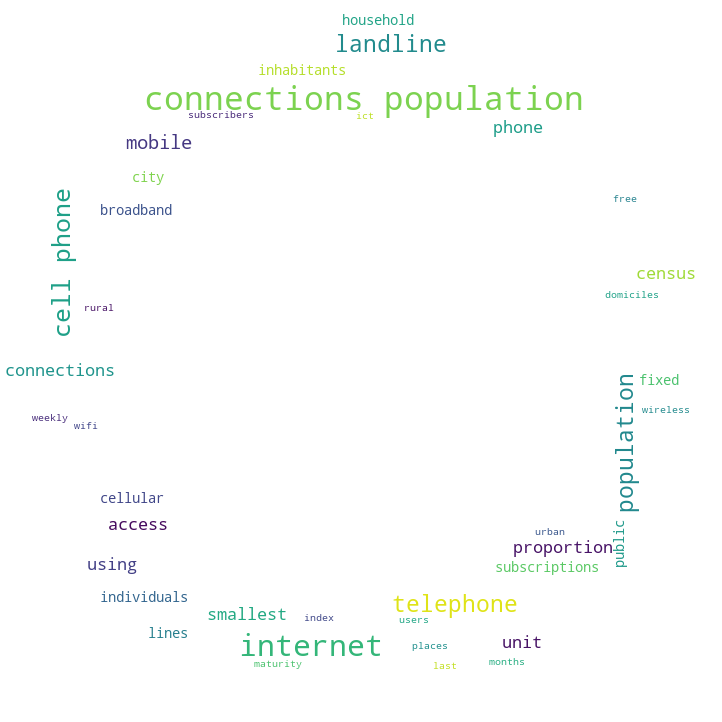 household
landline
inhabitants
connections population
subscribers
ict
phone
mobile
city
cell phone
broadband
free
census
domiciles
rural
connections
population
fixed
wireless
weekly
wifi
cellular
access
public
urban
proportion
using
subscriptions
individuals
telephone
smallest
index
users
lines
internet
places
unit
maturity
last
months